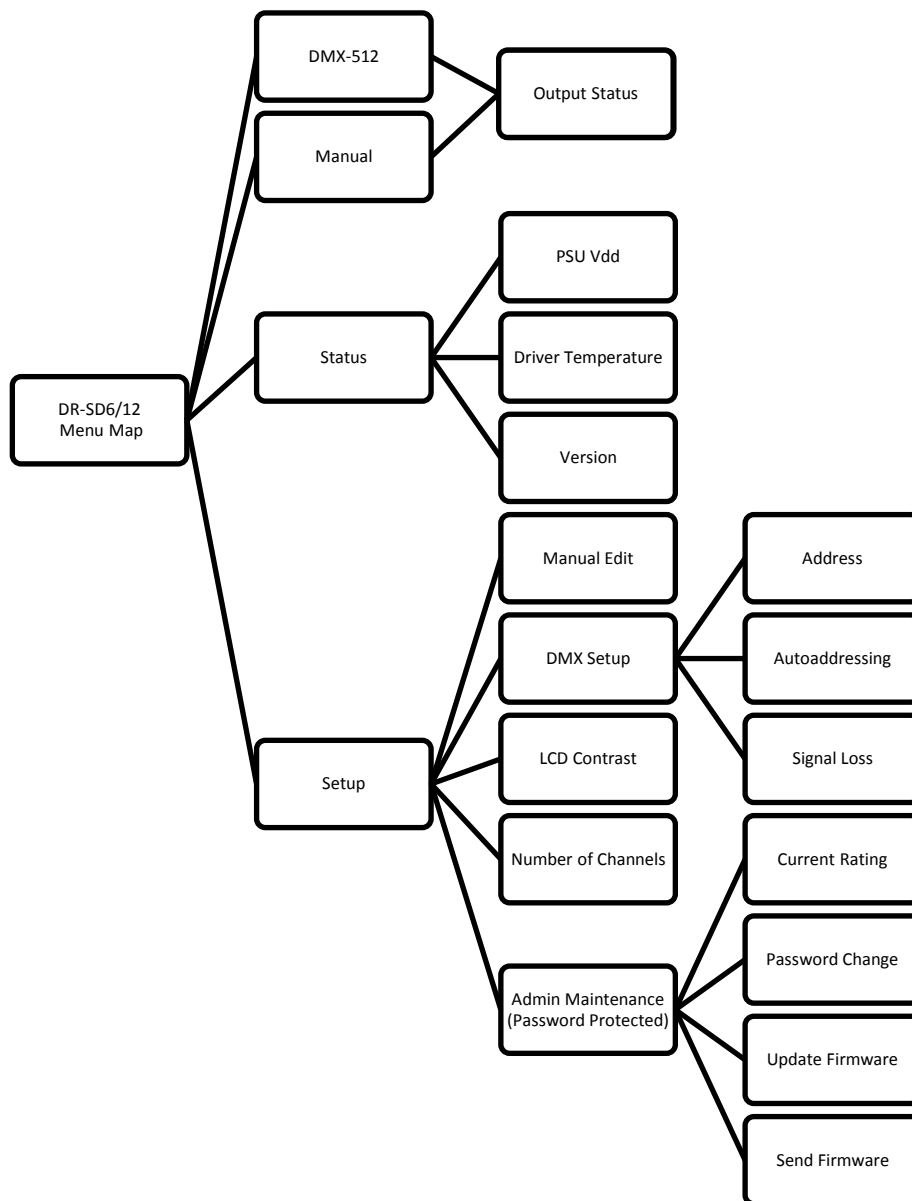 DMX-512
Output Status
Manual
PSU Vdd
Status
Driver Temperature
DR-SD6/12
Menu Map
Version
Manual Edit
Address
DMX Setup
Autoaddressing
Setup
LCD Contrast
Signal Loss
Number of Channels
Current Rating
Admin Maintenance
(Password Protected)
Password Change
Update Firmware
Send Firmware